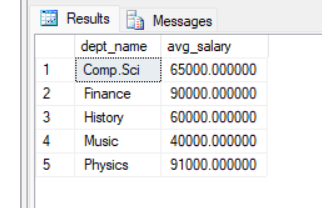 Results Messages
dept_name avg_salary
1 Comp.Sci 65000.000000
2 Finance 90000.000000
3 History 60000.000000
4 Music 40000.000000
5 Physics 91000.000000